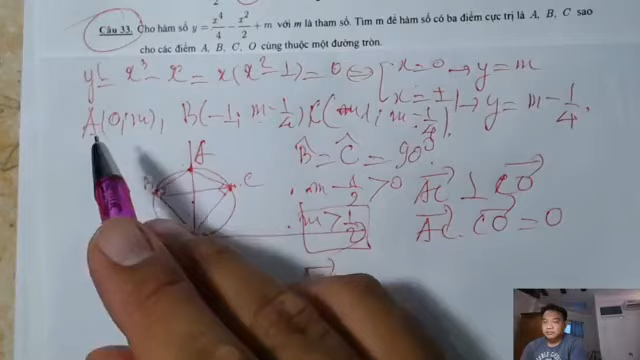 Câu 33. Cho hàm số y = x⁴/4 − x²/2 + m với m là tham số. Tìm m để hàm số có ba điểm cực trị là A, B, C sao
cho các điểm A, B, C, O cùng thuộc một đường tròn.
y' = x³ − x = x(x² − 1) = 0 ⇔ { x = 0 → y = m
x = ±1 → y = m − 1/4,
A(0; m), B(−1; m − 1/4) C( 1; m − 1/4).
B̂ = Ĉ = 90°.
A
C
m − 1/2 > 0
m > 1/2
AC ⊥ CO
AC · CO = 0